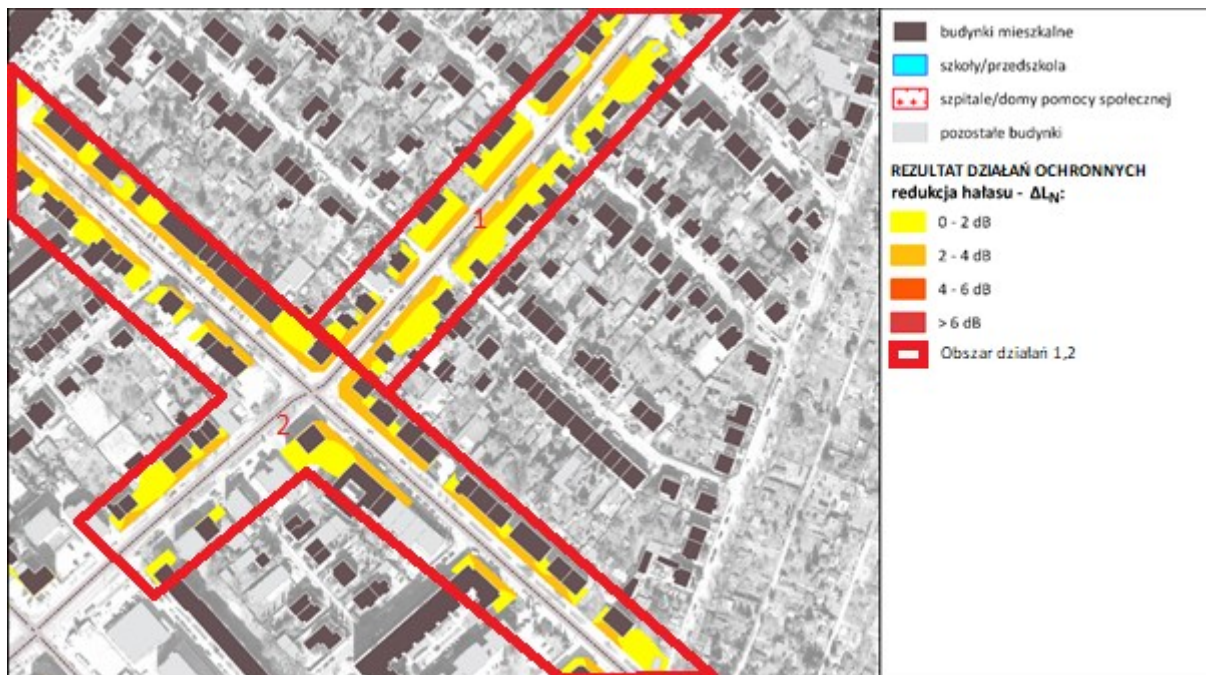 budynki mieszkalne
szkoły/przedszkola
szpitale/domy pomocy społecznej
pozostałe budynki
REZULTAT DZIAŁAŃ OCHRONNYCH
redukcja hałasu - ΔLN:
0 - 2 dB
2 - 4 dB
4 - 6 dB
> 6 dB
Obszar działań 1,2
1
2